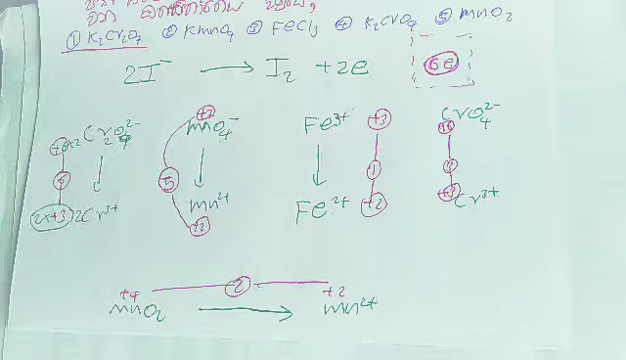 ① K₂Cr₂O₇ ② KMnO₄ ③ FeCl₃ ④ K₂CrO₄ ⑤ MnO₂
2I⁻ → I₂ + 2e 6e
+6×2 Cr₂O₇²⁻ +7 MnO₄⁻ Fe³⁺ +3 CrO₄²⁻ +6
6 5 1 3
2×+3 2Cr³⁺ Mn²⁺ +2 Fe²⁺ +2 +3 Cr³⁺
+4 2 +2
MnO₂ → Mn²⁺